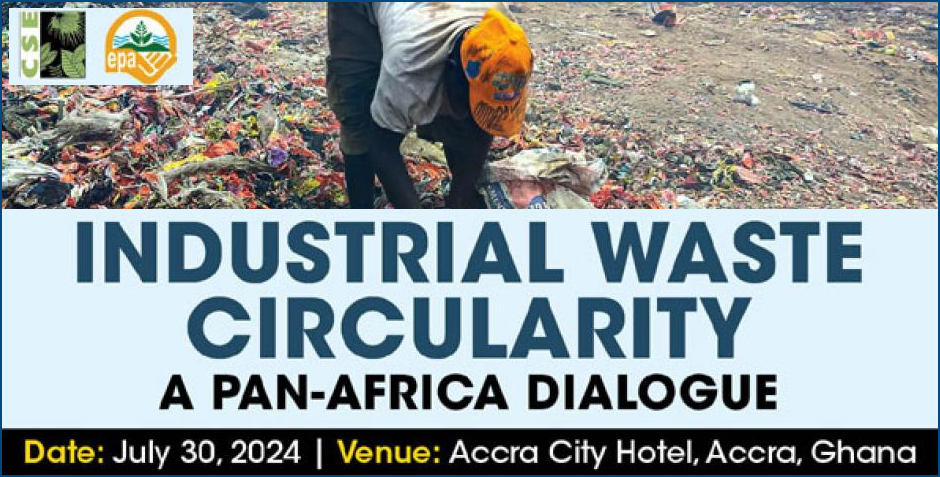 CSE
epa
INDUSTRIAL WASTE
CIRCULARITY
A PAN-AFRICA DIALOGUE
Date: July 30, 2024 | Venue: Accra City Hotel, Accra, Ghana